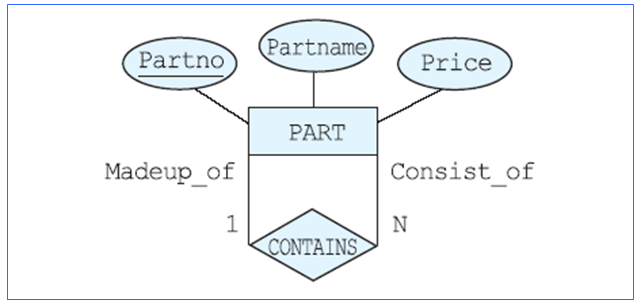 Partno
Partname
Price
PART
Madeup_of
Consist_of
1
N
CONTAINS